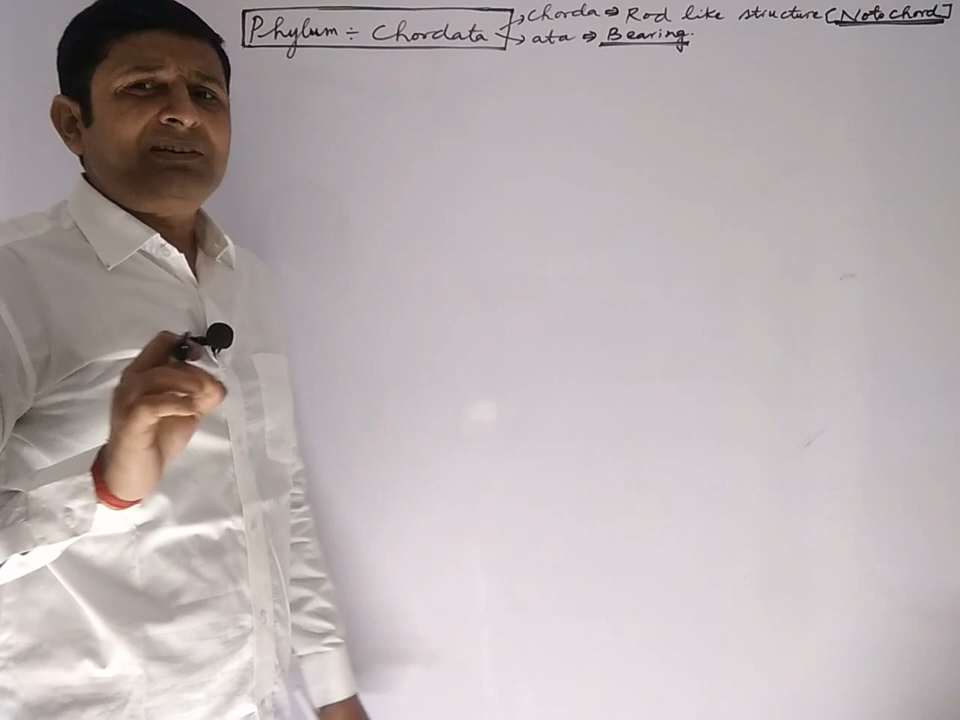 Phylum ÷ Chordata → Chorda ⇒ Rod like structure [Notochord]
→ ata ⇒ Bearing.